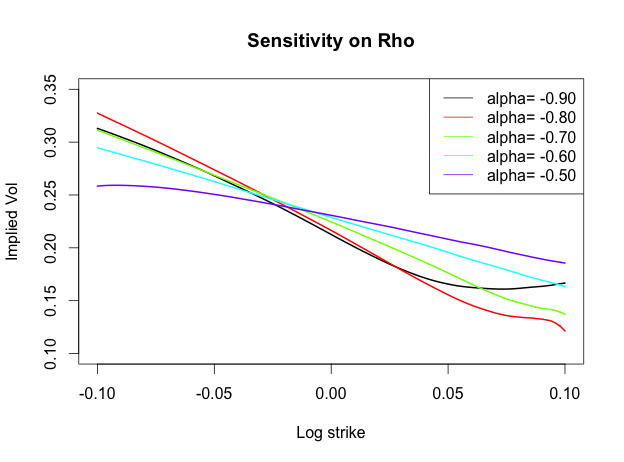 Sensitivity on Rho
alpha= -0.90
alpha= -0.80
alpha= -0.70
alpha= -0.60
alpha= -0.50
Implied Vol
0.35
0.30
0.25
0.20
0.15
0.10
-0.10
-0.05
0.00
0.05
0.10
Log strike